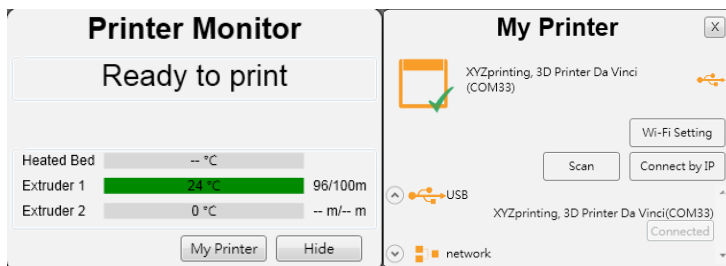 Printer Monitor
Ready to print
Heated Bed -- °C
Extruder 1 24 °C 96/100m
Extruder 2 0 °C -- m/-- m
My Printer Hide
My Printer X
XYZprinting, 3D Printer Da Vinci
(COM33)
Wi-Fi Setting
Scan Connect by IP
USB
XYZprinting, 3D Printer Da Vinci(COM33)
Connected
network